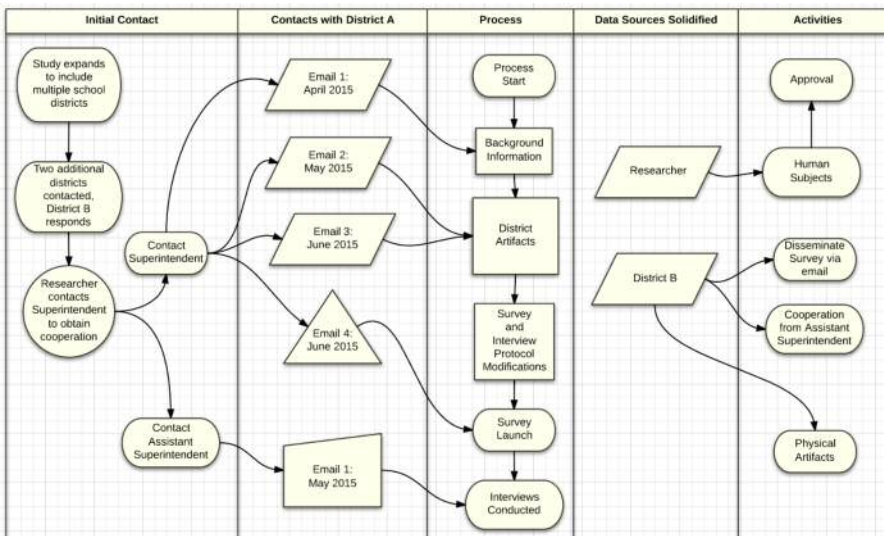 Initial Contact
Contacts with District A
Process
Data Sources Solidified
Activities
Study expands
to include
multiple school
districts
Two additional
districts
contacted,
District B
responds
Researcher
contacts
Superintendent
to obtain
cooperation
Contact
Superintendent
Contact
Assistant
Superintendent
Email 1:
April 2015
Email 2:
May 2015
Email 3:
June 2015
Email 4:
June 2015
Email 1:
May 2015
Process
Start
Background
Information
District
Artifacts
Survey
and
Interview
Protocol
Modifications
Survey
Launch
Interviews
Conducted
Researcher
District B
Approval
Human
Subjects
Disseminate
Survey via
email
Cooperation
from Assistant
Superintendent
Physical
Artifacts